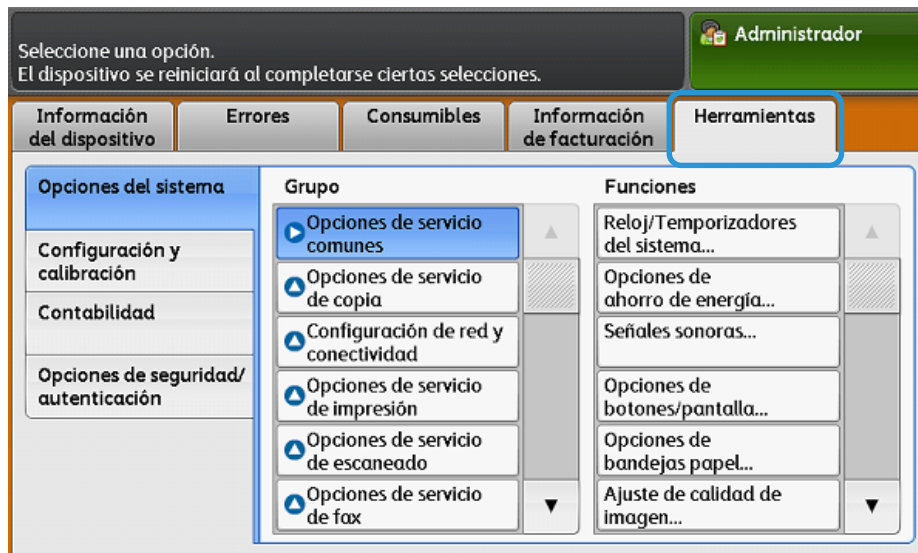 Seleccione una opción.
El dispositivo se reiniciará al completarse ciertas selecciones.
Administrador
Información
del dispositivo
Errores
Consumibles
Información
de facturación
Herramientas
Opciones del sistema
Configuración y
calibración
Contabilidad
Opciones de seguridad/
autenticación
Grupo
Opciones de servicio
comunes
Opciones de servicio
de copia
Configuración de red y
conectividad
Opciones de servicio
de impresión
Opciones de servicio
de escaneado
Opciones de servicio
de fax
Funciones
Reloj/Temporizadores
del sistema...
Opciones de
ahorro de energía...
Señales sonoras...
Opciones de
botones/pantalla...
Opciones de
bandejas papel...
Ajuste de calidad de
imagen...